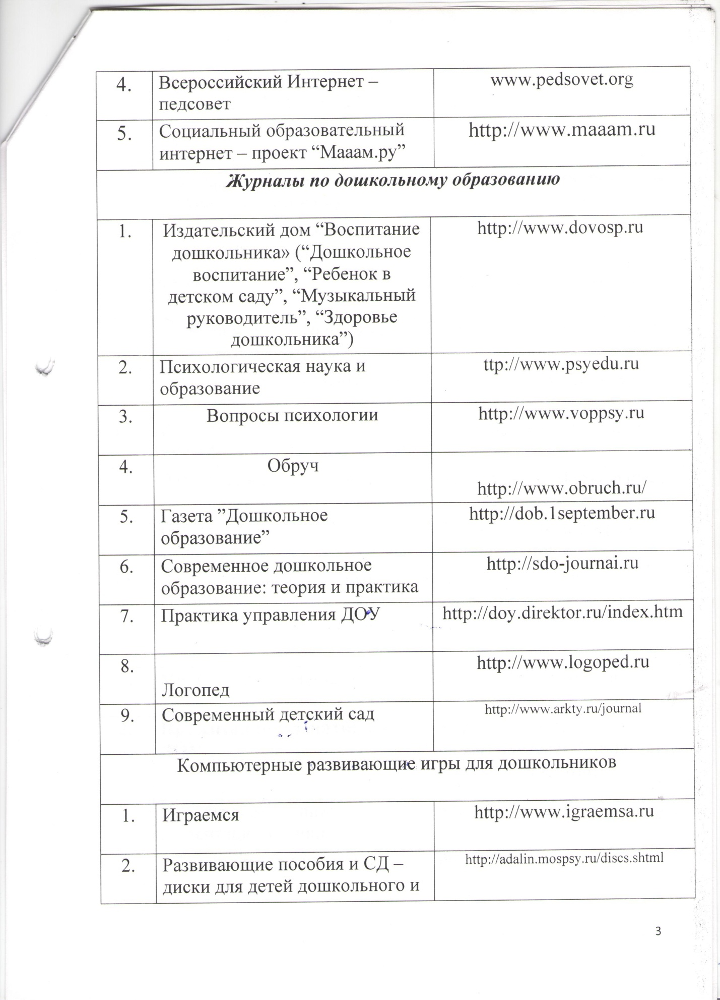 4. Всероссийский Интернет – www.pedsovet.org
педсовет
5. Социальный образовательный http://www.maaam.ru
интернет – проект “Мааам.ру”
Журналы по дошкольному образованию
1. Издательский дом “Воспитание http://www.dovosp.ru
дошкольника» (“Дошкольное
воспитание”, “Ребенок в
детском саду”, “Музыкальный
руководитель”, “Здоровье
дошкольника”)
2. Психологическая наука и ttp://www.psyedu.ru
образование
3. Вопросы психологии http://www.voppsy.ru
4. Обруч
http://www.obruch.ru/
5. Газета ”Дошкольное http://dob.1september.ru
образование”
6. Современное дошкольное http://sdo-journai.ru
образование: теория и практика
7. Практика управления ДОУ http://doy.direktor.ru/index.htm
8. http://www.logoped.ru
Логопед
9. Современный детский сад http://www.arkty.ru/journal
Компьютерные развивающие игры для дошкольников
1. Играемся http://www.igraemsa.ru
2. Развивающие пособия и СД – http://adalin.mospsy.ru/discs.shtml
диски для детей дошкольного и
3